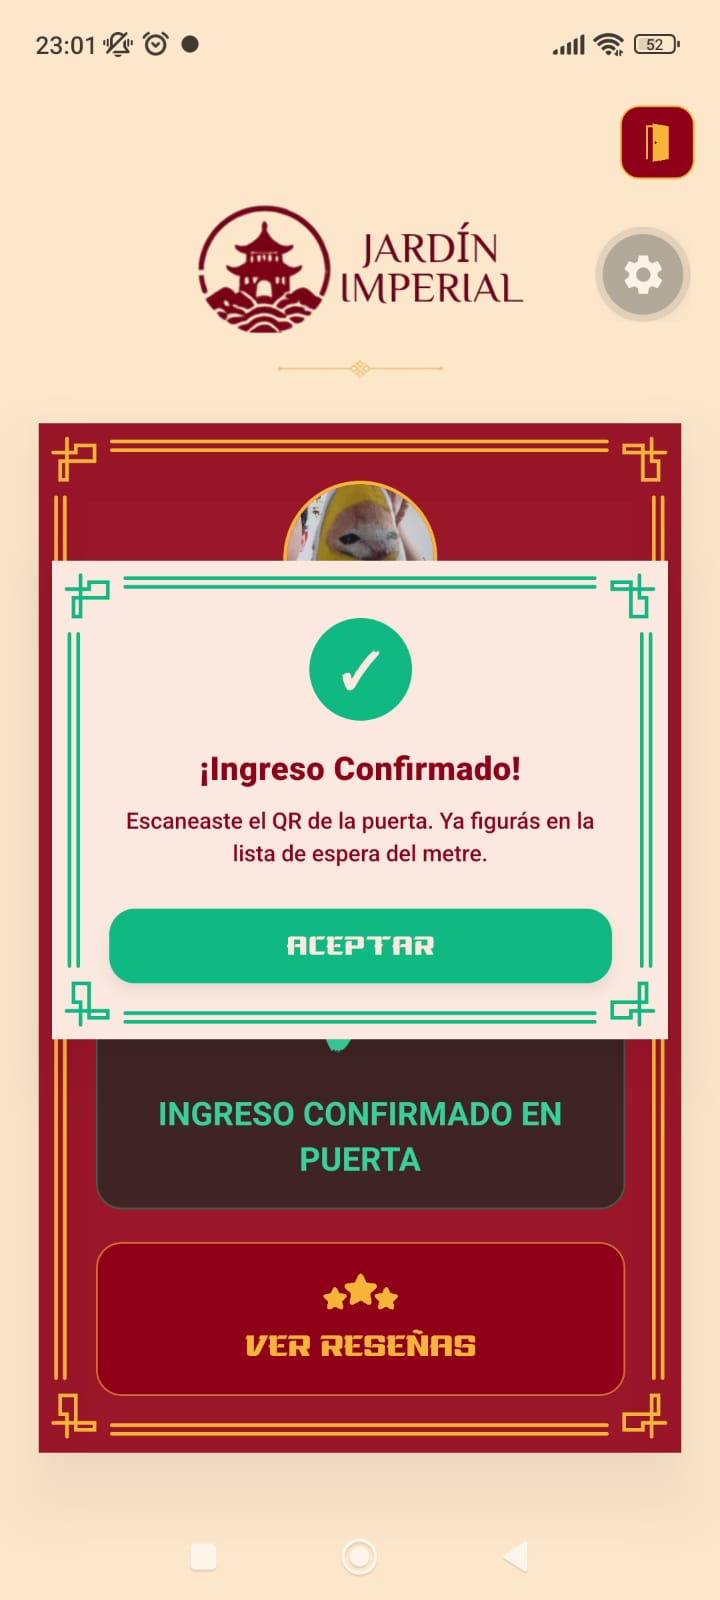 23:01
52
JARDÍN
IMPERIAL
¡Ingreso Confirmado!
Escaneaste el QR de la puerta. Ya figurás en la
lista de espera del metre.
ACEPTAR
INGRESO CONFIRMADO EN
PUERTA
VER RESEÑAS